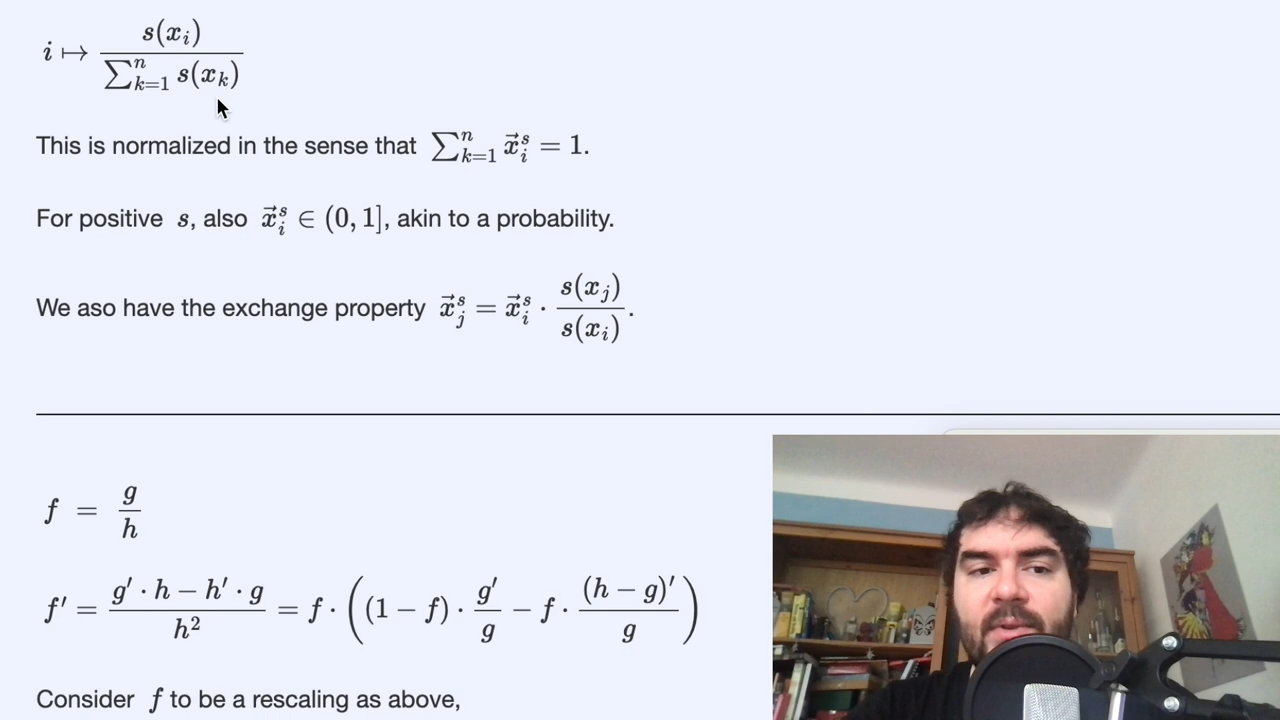 i ↦ s(x_i) / ∑_{k=1}^n s(x_k)
This is normalized in the sense that ∑_{k=1}^n x⃗_i^s = 1.
For positive s, also x⃗_i^s ∈ (0, 1], akin to a probability.
We aso have the exchange property x⃗_j^s = x⃗_i^s · s(x_j) / s(x_i).
f = g / h
f′ = (g′ · h − h′ · g) / h² = f · ((1 − f) · g′ / g − f · (h − g)′ / g)
Consider f to be a rescaling as above,